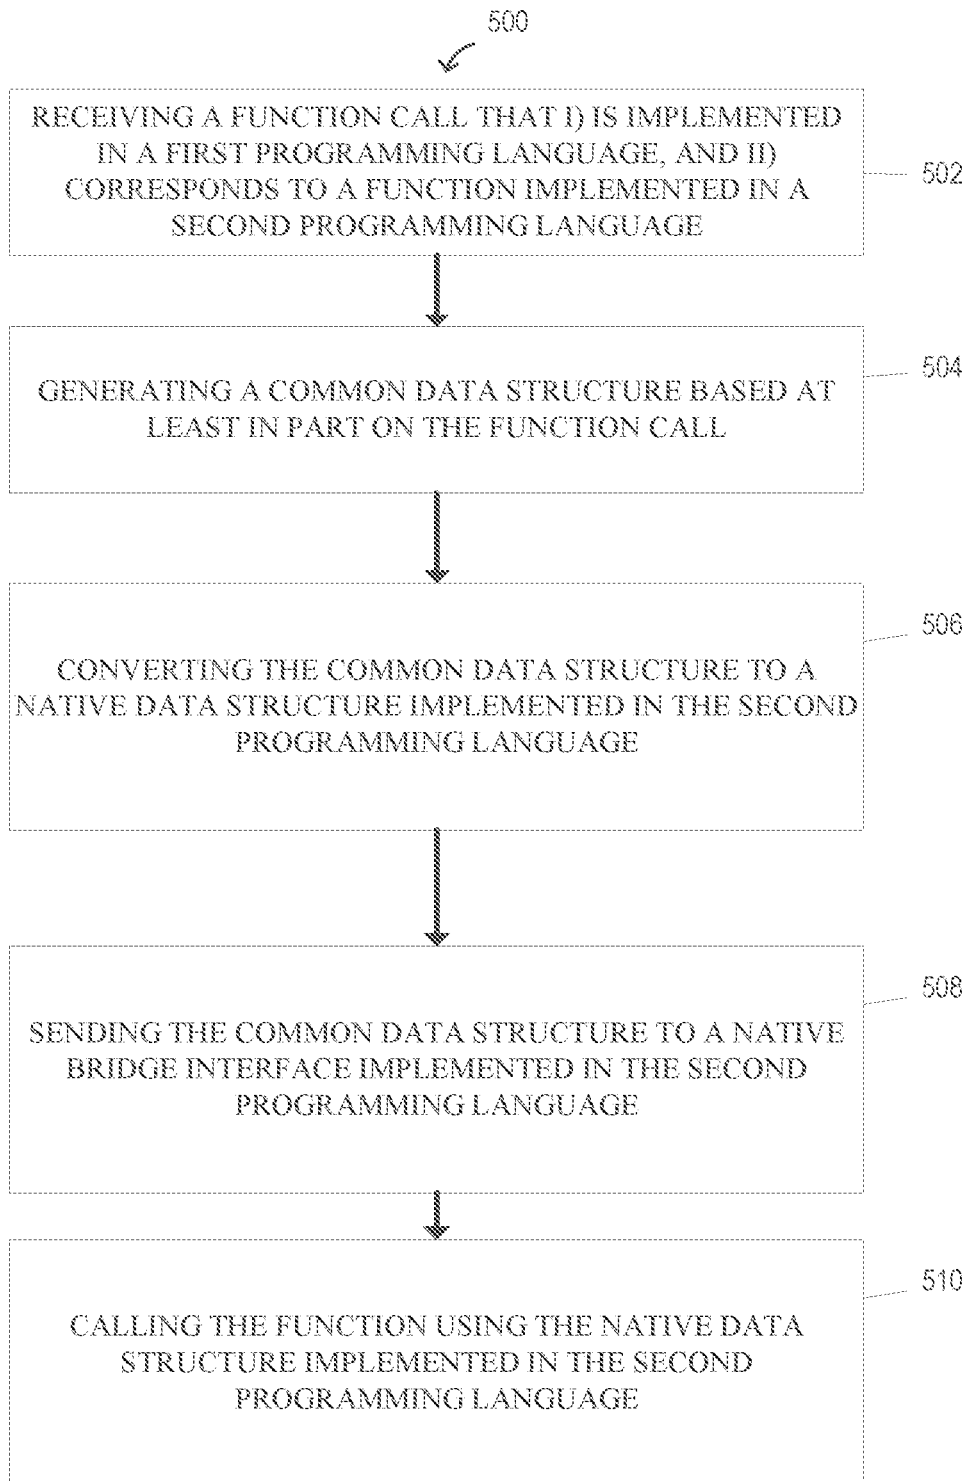 500
RECEIVING A FUNCTION CALL THAT I) IS IMPLEMENTED
IN A FIRST PROGRAMMING LANGUAGE, AND II)
CORRESPONDS TO A FUNCTION IMPLEMENTED IN A
SECOND PROGRAMMING LANGUAGE
502
GENERATING A COMMON DATA STRUCTURE BASED AT
LEAST IN PART ON THE FUNCTION CALL
504
CONVERTING THE COMMON DATA STRUCTURE TO A
NATIVE DATA STRUCTURE IMPLEMENTED IN THE SECOND
PROGRAMMING LANGUAGE
506
SENDING THE COMMON DATA STRUCTURE TO A NATIVE
BRIDGE INTERFACE IMPLEMENTED IN THE SECOND
PROGRAMMING LANGUAGE
508
CALLING THE FUNCTION USING THE NATIVE DATA
STRUCTURE IMPLEMENTED IN THE SECOND
PROGRAMMING LANGUAGE
510